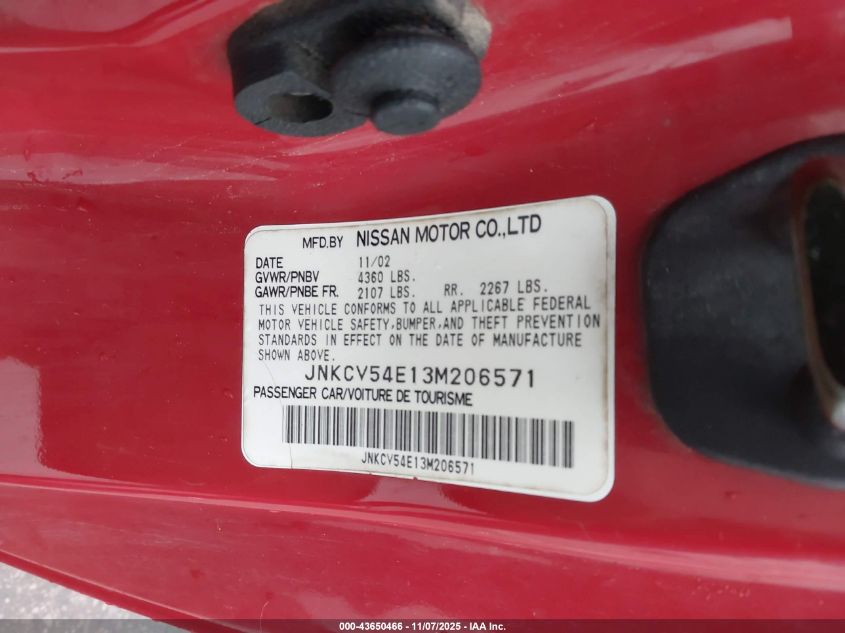 MFD.BY NISSAN MOTOR CO.,LTD
DATE 11/02
GVWR/PNBV 4360 LBS.
GAWR/PNBE FR. 2107 LBS. RR. 2267 LBS.
THIS VEHICLE CONFORMS TO ALL APPLICABLE FEDERAL
MOTOR VEHICLE SAFETY,BUMPER,AND THEFT PREVENTION
STANDARDS IN EFFECT ON THE DATE OF MANUFACTURE
SHOWN ABOVE.
JNKCV54E13M206571
PASSENGER CAR/VOITURE DE TOURISME
JNKCV54E13M206571
000-43650466 - 11/07/2025 - IAA Inc.